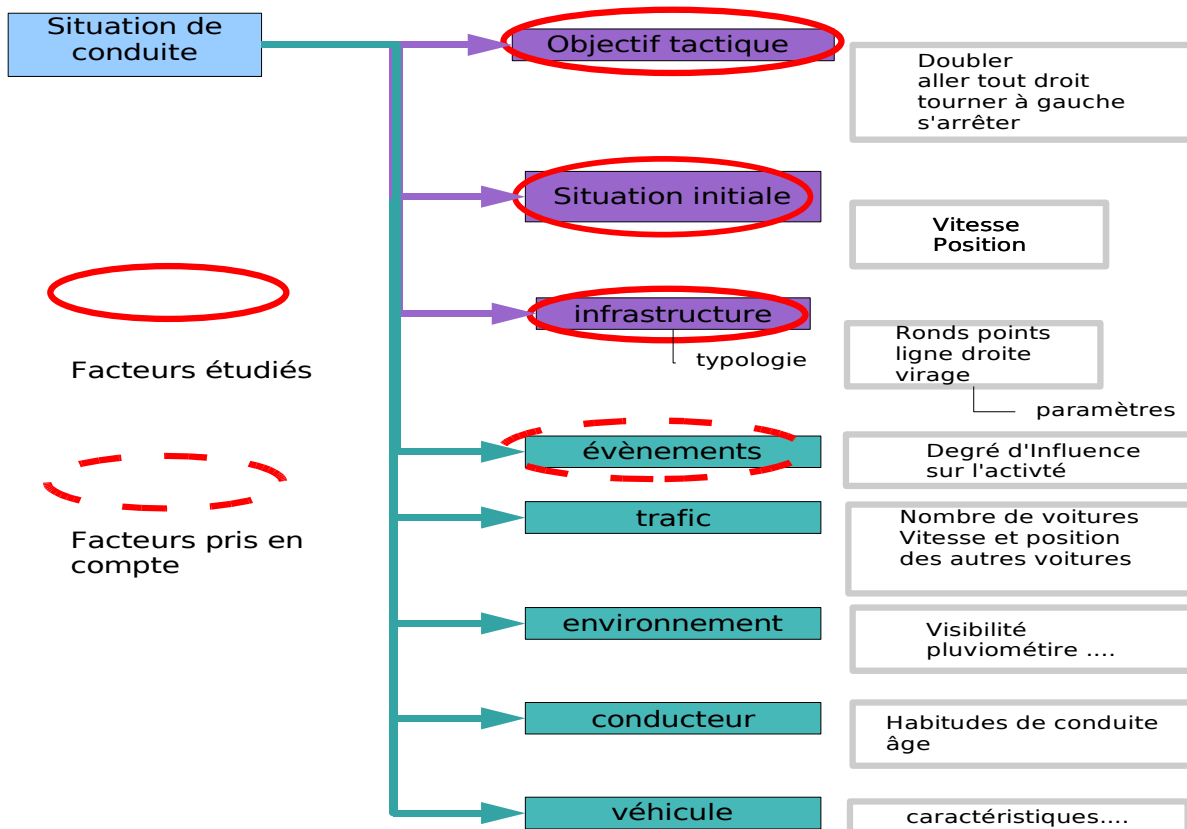 Situation de
conduite
Objectif tactique
Doubler
aller tout droit
tourner à gauche
s'arrêter
Situation initiale
Vitesse
Position
infrastructure
typologie
Ronds points
ligne droite
virage
paramètres
Facteurs étudiés
évènements
Degré d'Influence
sur l'activté
trafic
Nombre de voitures
Vitesse et position
des autres voitures
Facteurs pris en
compte
environnement
Visibilité
pluviométire ....
conducteur
Habitudes de conduite
âge
véhicule
caractéristiques....